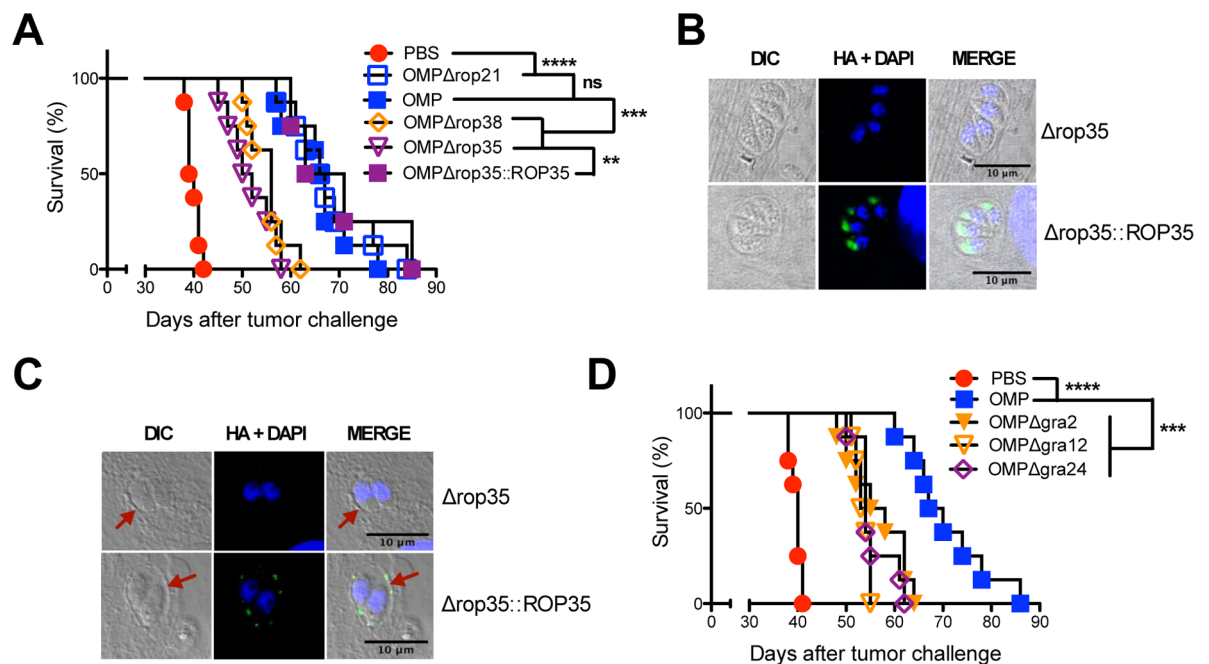 A
PBS
OMPΔrop21
OMP
OMPΔrop38
OMPΔrop35
OMPΔrop35::ROP35
****
ns
***
**
Survival (%)
100
50
0
0 30 40 50 60 70 80 90
Days after tumor challenge
B
DIC HA + DAPI MERGE
Δrop35
10 µm
Δrop35::ROP35
10 µm
C
DIC HA + DAPI MERGE
Δrop35
10 µm
Δrop35::ROP35
10 µm
D
PBS
OMP
OMPΔgra2
OMPΔgra12
OMPΔgra24
****
***
Survival (%)
100
50
0
0 30 40 50 60 70 80 90
Days after tumor challenge